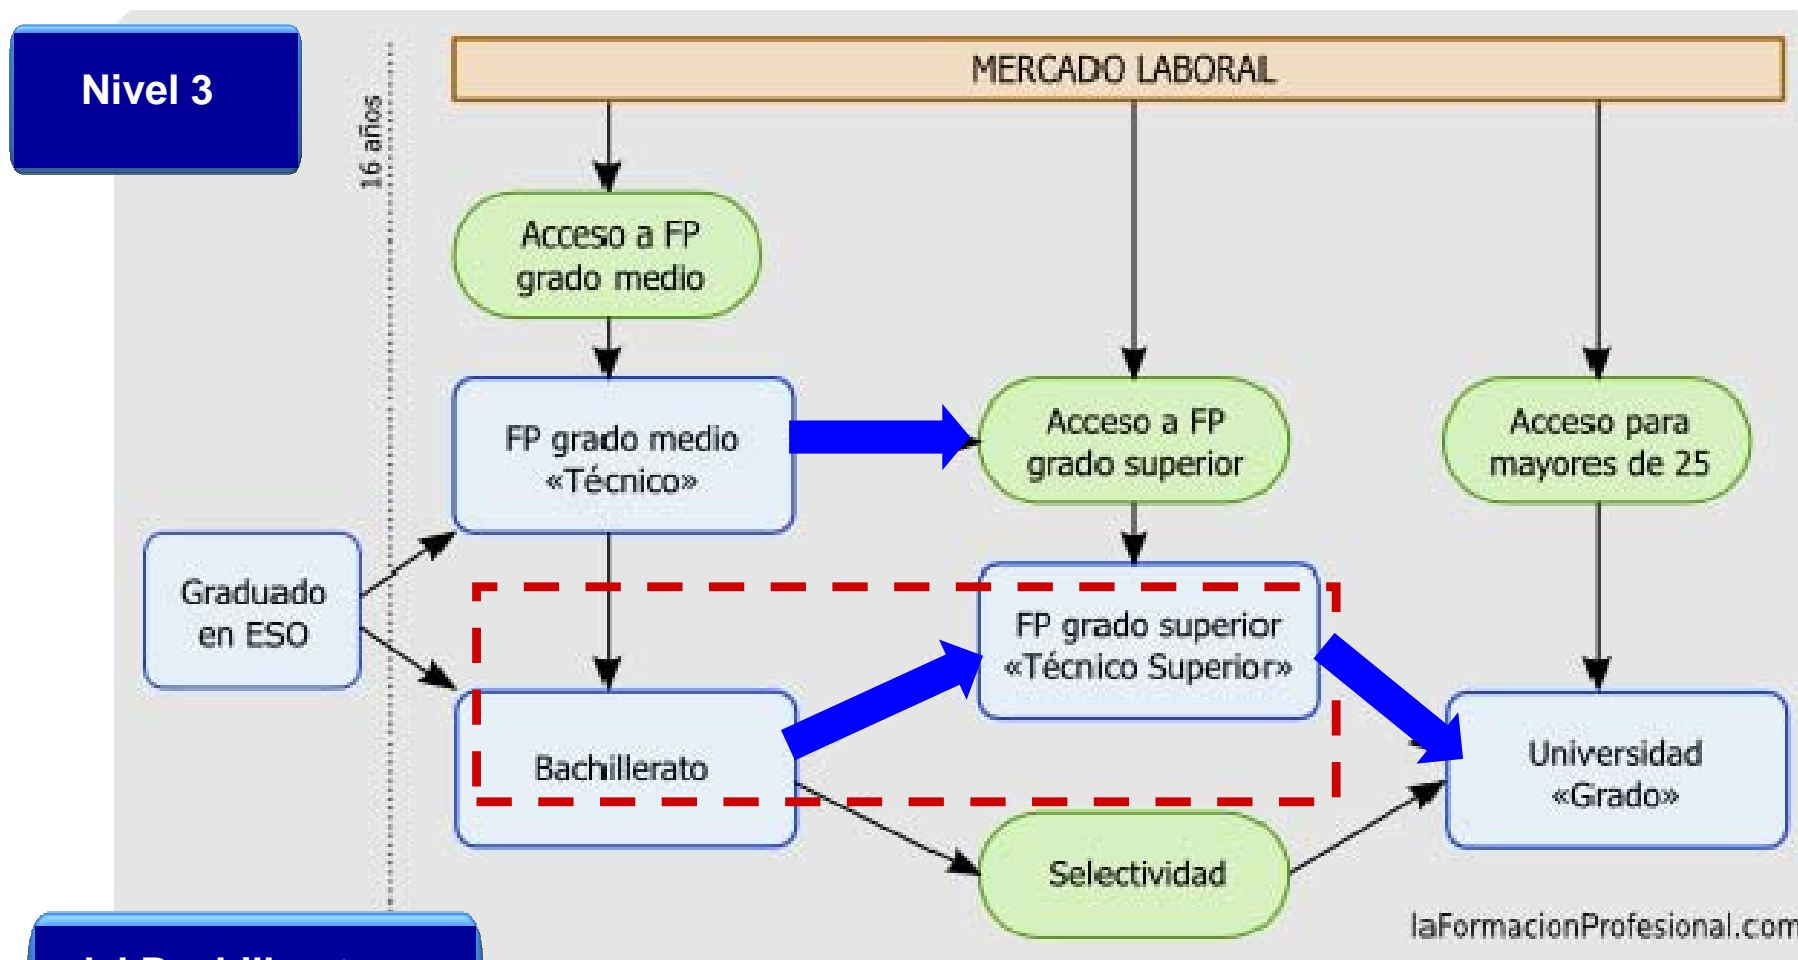 Nivel 3
MERCADO LABORAL
16 años
Acceso a FP
grado medio
FP grado medio
«Técnico»
Acceso a FP
grado superior
Acceso para
mayores de 25
Graduado
en ESO
FP grado superior
«Técnico Superior»
Bachillerato
Universidad
«Grado»
Selectividad
laFormacionProfesional.com